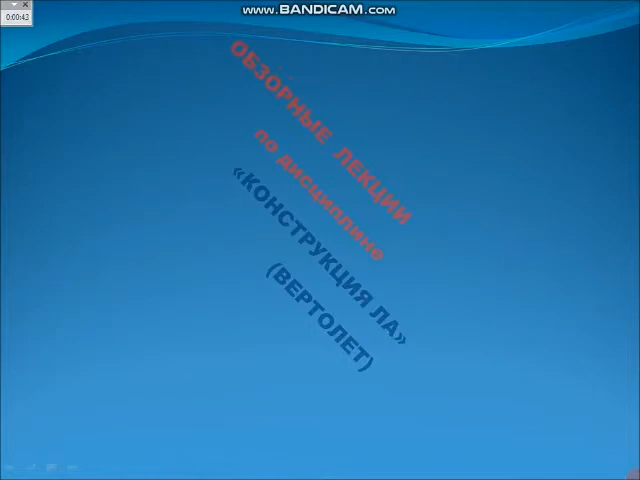 www.BANDICAM.com
0:00:43
ОБЗОРНЫЕ ЛЕКЦИИ
по дисциплине
«КОНСТРУКЦИЯ ЛА»
(ВЕРТОЛЕТ)